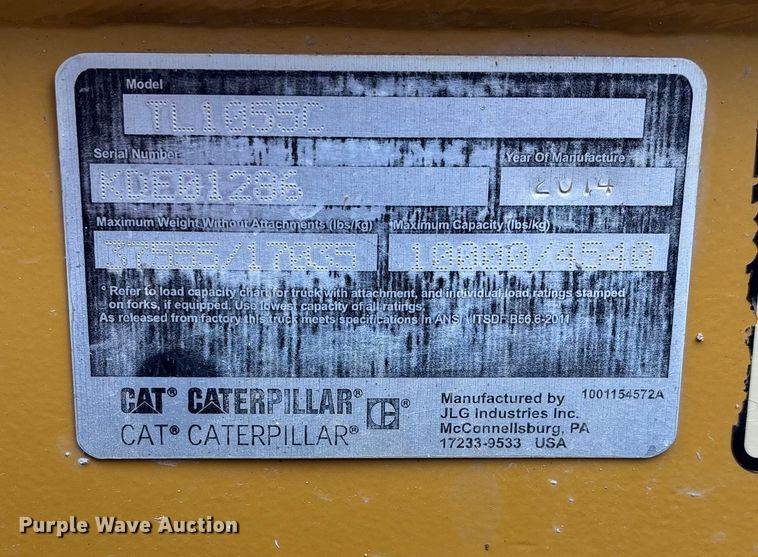 Model
TL1055C
Serial Number
Year Of Manufacture
KDE01286
2014
Maximum Weight Without Attachments (lbs/kg)
Maximum Capacity (lbs/kg)
37555/17035
10000/4540
* Refer to load capacity chart for truck with attachment, and individual load ratings stamped
on forks, if equipped. Use lowest capacity of all ratings.
As released from factory this truck meets specifications in ANSI / ITSDF B56.6-2011
CAT® CATERPILLAR®
CAT® CATERPILLAR®
Manufactured by
JLG Industries Inc.
McConnellsburg, PA
17233-9533 USA
1001154572A
Purple Wave Auction